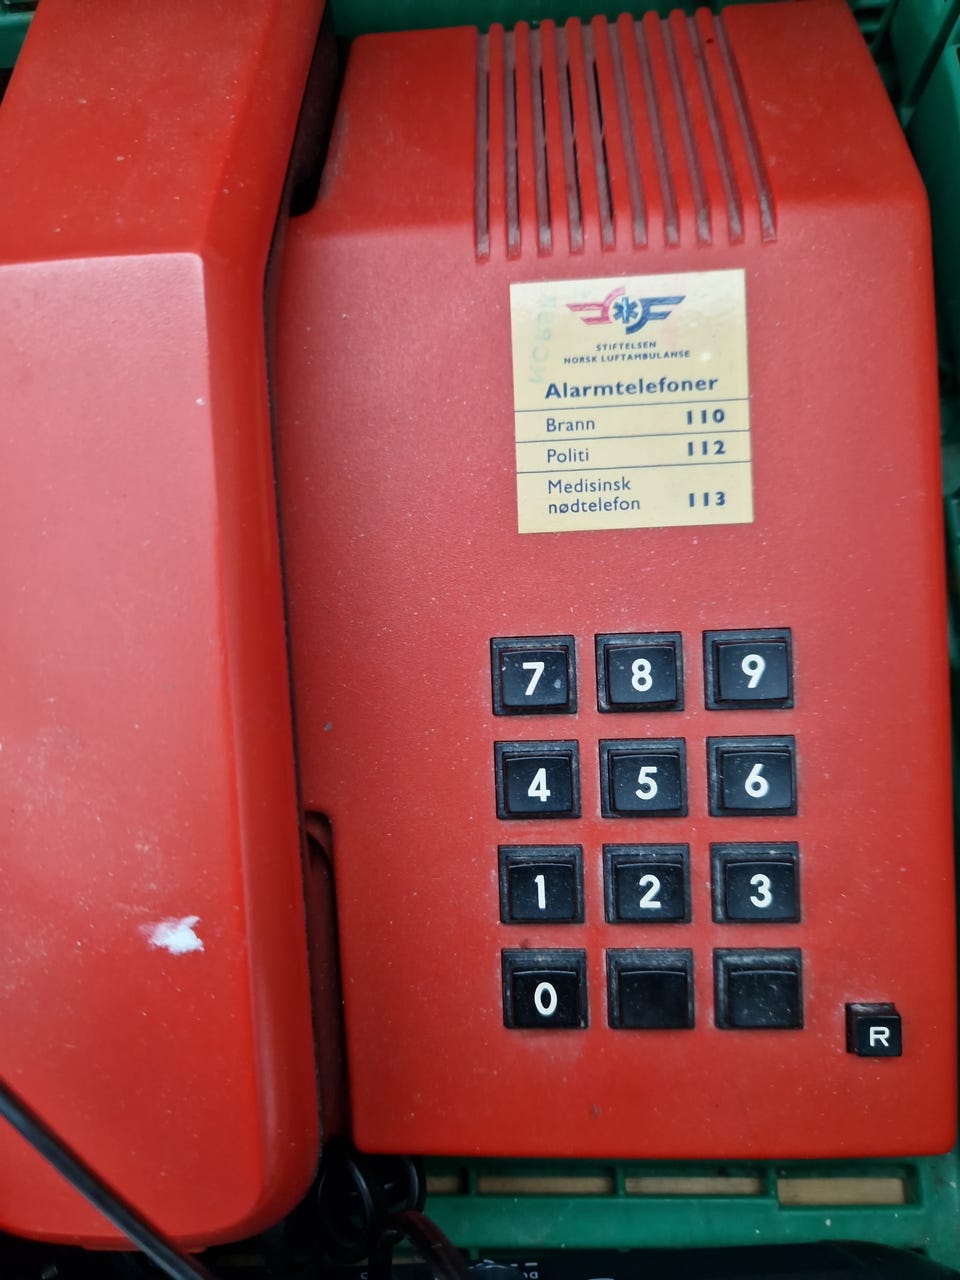 STIFTELSEN
NORSK LUFTAMBULANSE
Alarmtelefoner
Brann 110
Politi 112
Medisinsk
nødtelefon 113
7 8 9
4 5 6
1 2 3
0
R